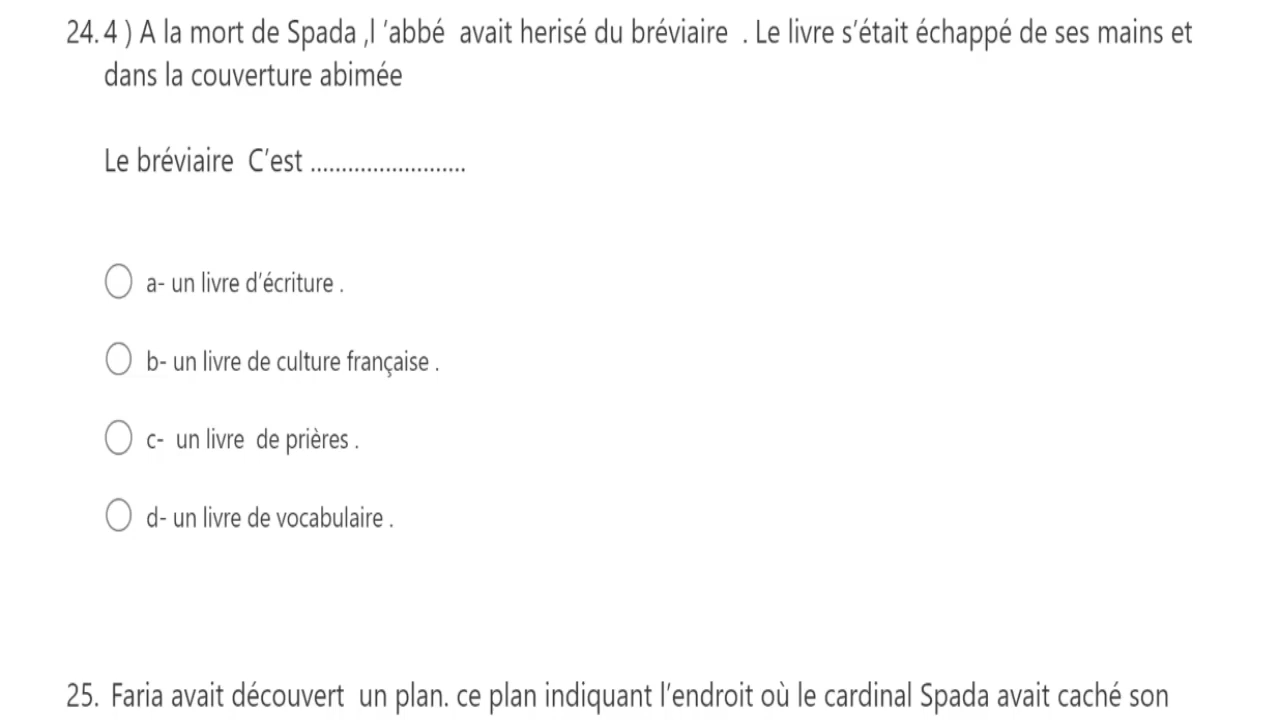 24. 4 ) A la mort de Spada ,l ’abbé avait herisé du bréviaire . Le livre s’était échappé de ses mains et
dans la couverture abimée
Le bréviaire C’est .........................
a- un livre d’écriture .
b- un livre de culture française .
c- un livre de prières .
d- un livre de vocabulaire .
25. Faria avait découvert un plan. ce plan indiquant l’endroit où le cardinal Spada avait caché son